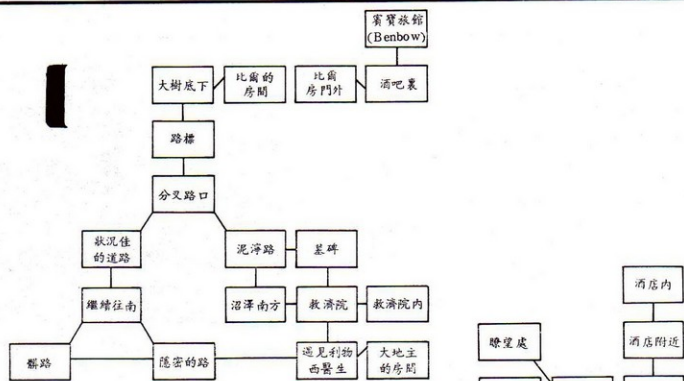 賓寶旅館
(Benbow)
大樹底下
比爾的
房間
比爾
房門外
酒吧裏
路標
分叉路口
狀況佳
的道路
泥濘路
墓碑
酒店內
繼續往南
沼澤南方
救濟院
救濟院內
瞭望處
酒店附近
隱密的路
遇見利物
西醫生
大地主
的房間